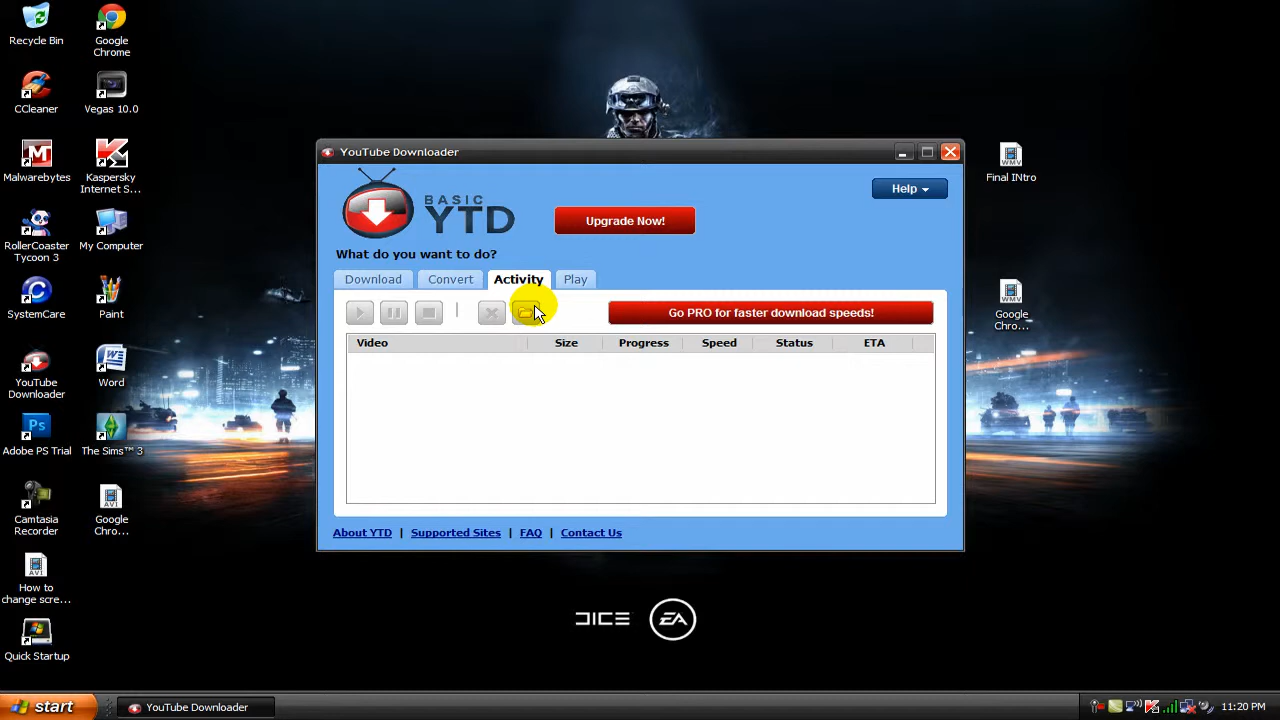 Recycle Bin
Google
Chrome
CCleaner
Vegas 10.0
Malwarebytes
Kaspersky
Internet S...
RollerCoaster
Tycoon 3
My Computer
SystemCare
Paint
YouTube
Downloader
Word
Adobe PS Trial
The Sims™ 3
Camtasia
Recorder
Google
Chro...
How to
change scre...
Quick Startup
YouTube Downloader
BASIC
YTD
Upgrade Now!
Help
What do you want to do?
Download
Convert
Activity
Play
Go PRO for faster download speeds!
Video
Size
Progress
Speed
Status
ETA
About YTD | Supported Sites | FAQ | Contact Us
Final INtro
WMV
Google
Chro...
WMV
DICE
EA
start
YouTube Downloader
11:20 PM